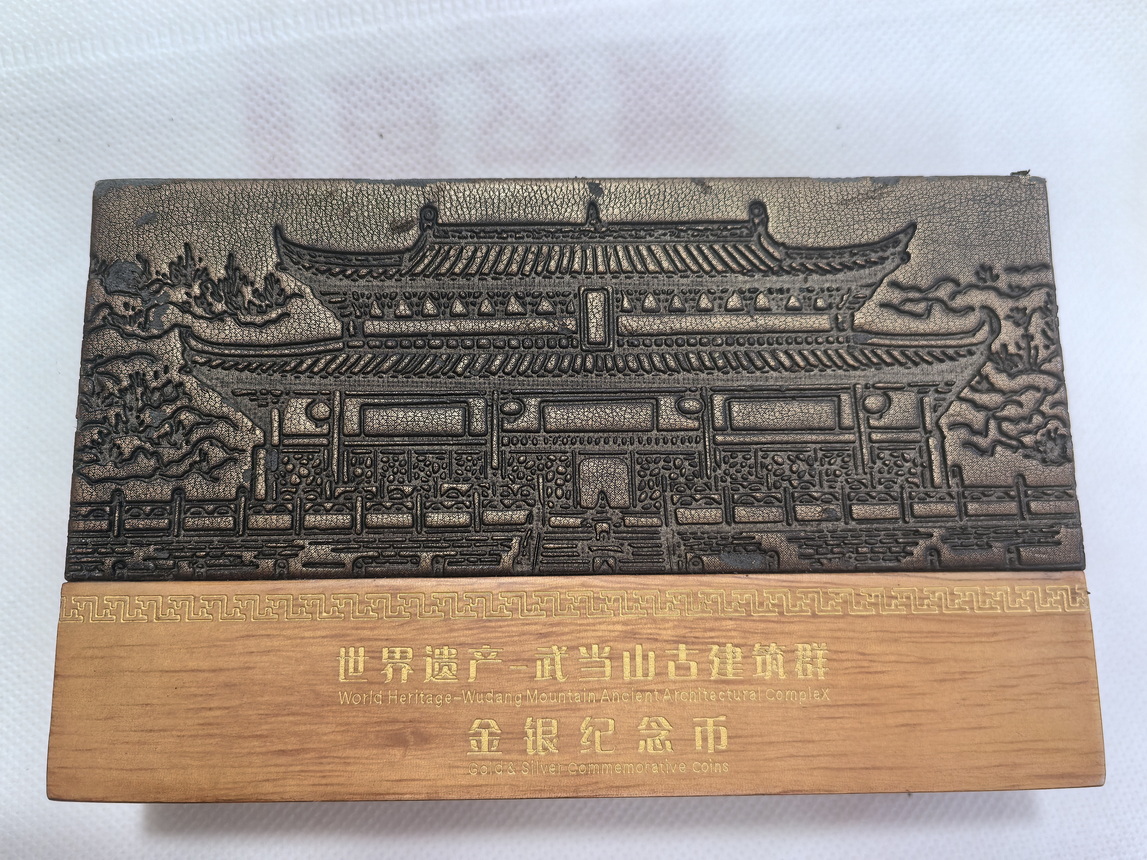 世界遗产-武当山古建筑群
World Heritage-Wudang Mountain Ancient Architectural Complex
金银纪念币
Gold & Silver Commemorative Coins